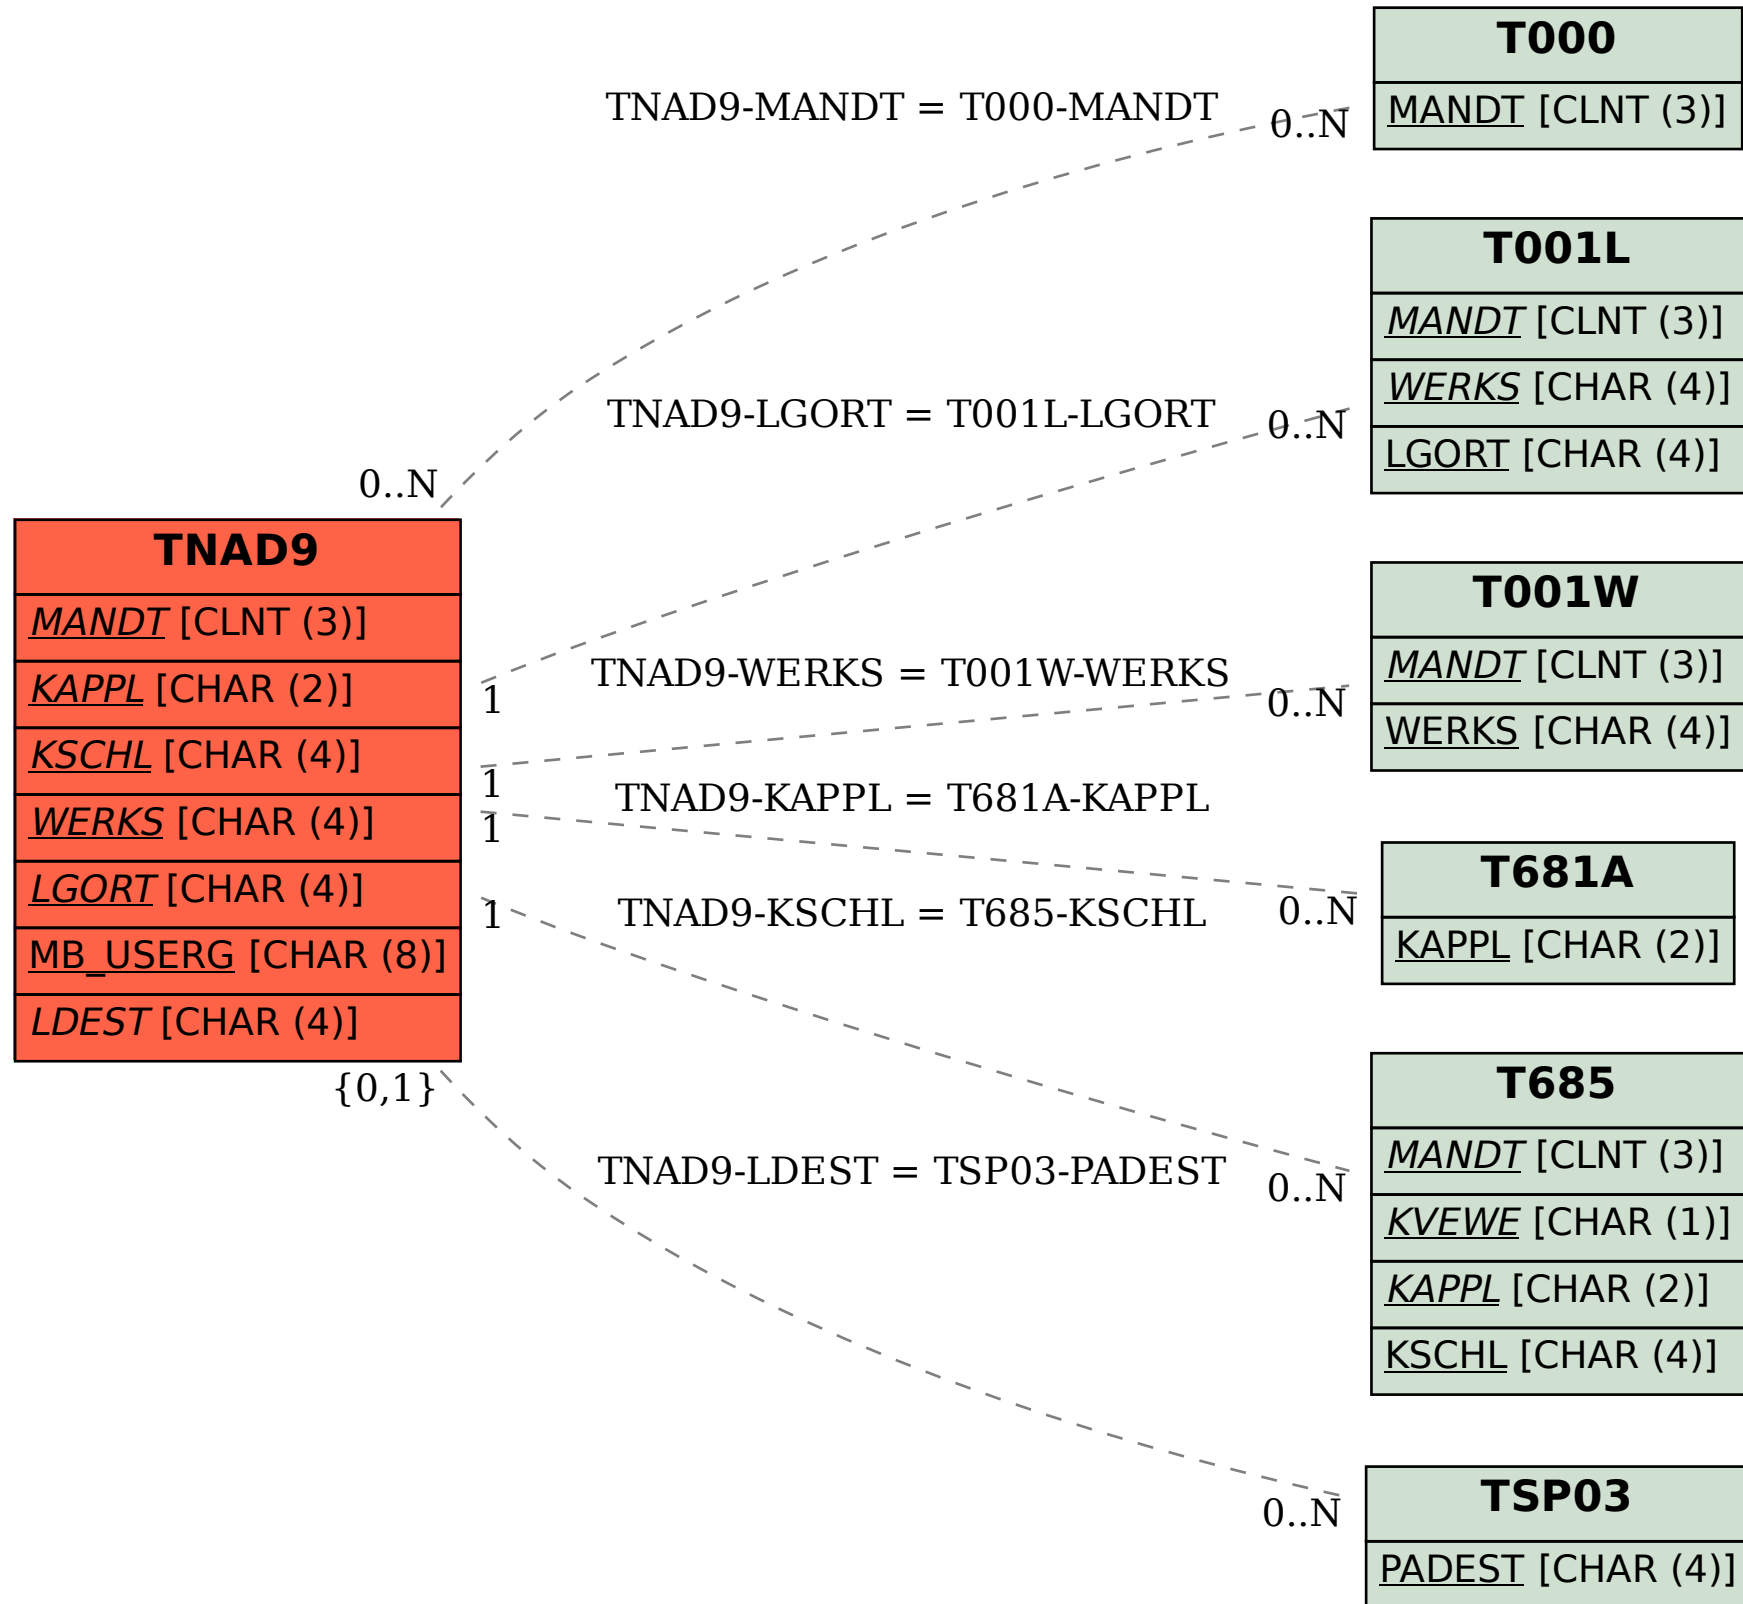 T000
MANDT [CLNT (3)]
TNAD9-MANDT = T000-MANDT
0..N
T001L
MANDT [CLNT (3)]
WERKS [CHAR (4)]
LGORT [CHAR (4)]
TNAD9-LGORT = T001L-LGORT
0..N
0..N
TNAD9
MANDT [CLNT (3)]
KAPPL [CHAR (2)]
KSCHL [CHAR (4)]
WERKS [CHAR (4)]
LGORT [CHAR (4)]
MB_USERG [CHAR (8)]
LDEST [CHAR (4)]
1
TNAD9-WERKS = T001W-WERKS
0..N
T001W
MANDT [CLNT (3)]
WERKS [CHAR (4)]
1
1
TNAD9-KAPPL = T681A-KAPPL
T681A
KAPPL [CHAR (2)]
1
TNAD9-KSCHL = T685-KSCHL
0..N
T685
MANDT [CLNT (3)]
KVEWE [CHAR (1)]
KAPPL [CHAR (2)]
KSCHL [CHAR (4)]
{0,1}
TNAD9-LDEST = TSP03-PADEST
0..N
0..N
TSP03
PADEST [CHAR (4)]